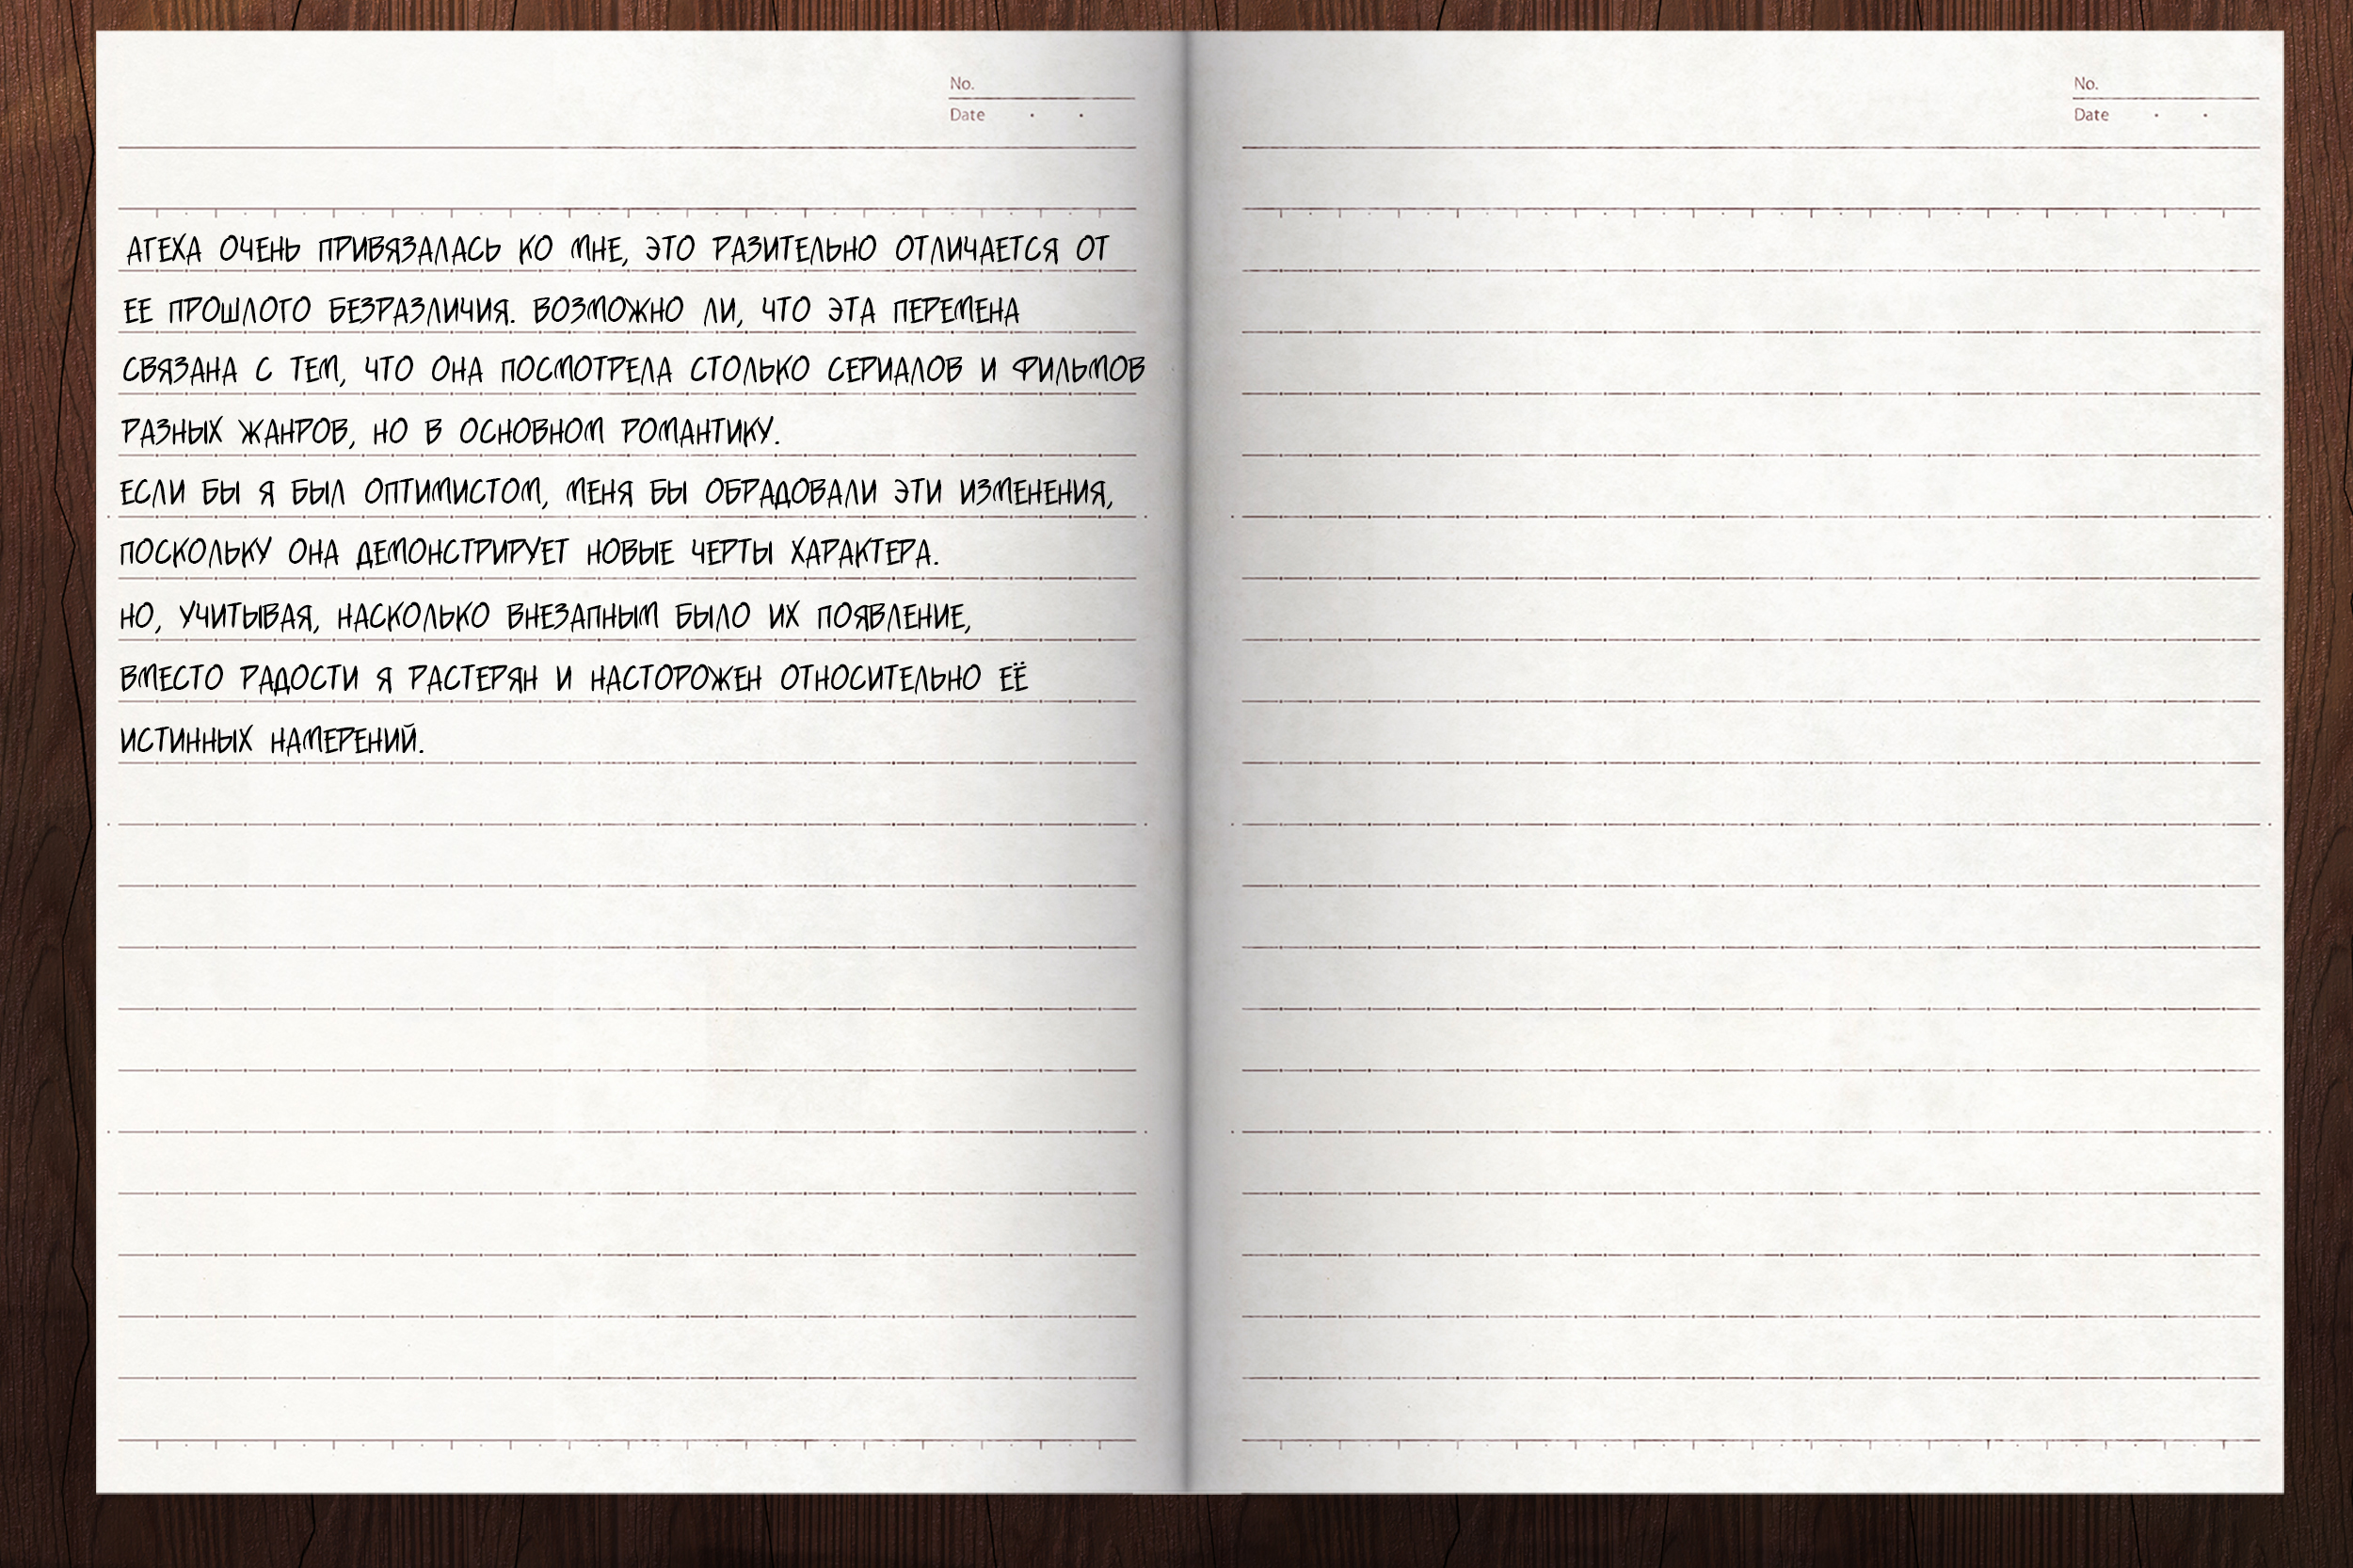 No.
Date . .
АГЕХА ОЧЕНЬ ПРИВЯЗАЛАСЬ КО МНЕ, ЭТО РАЗИТЕЛЬНО ОТЛИЧАЕТСЯ ОТ
ЕЕ ПРОШЛОГО БЕЗРАЗЛИЧИЯ. ВОЗМОЖНО ЛИ, ЧТО ЭТА ПЕРЕМЕНА
СВЯЗАНА С ТЕМ, ЧТО ОНА ПОСМОТРЕЛА СТОЛЬКО СЕРИАЛОВ И ФИЛЬМОВ
РАЗНЫХ ЖАНРОВ, НО В ОСНОВНОМ РОМАНТИКУ.
ЕСЛИ БЫ Я БЫЛ ОПТИМИСТОМ, МЕНЯ БЫ ОБРАДОВАЛИ ЭТИ ИЗМЕНЕНИЯ,
ПОСКОЛЬКУ ОНА ДЕМОНСТРИРУЕТ НОВЫЕ ЧЕРТЫ ХАРАКТЕРА.
НО, УЧИТЫВАЯ, НАСКОЛЬКО ВНЕЗАПНЫМ БЫЛО ИХ ПОЯВЛЕНИЕ,
ВМЕСТО РАДОСТИ Я РАСТЕРЯН И НАСТОРОЖЕН ОТНОСИТЕЛЬНО ЕЁ
ИСТИННЫХ НАМЕРЕНИЙ.
No.
Date . .